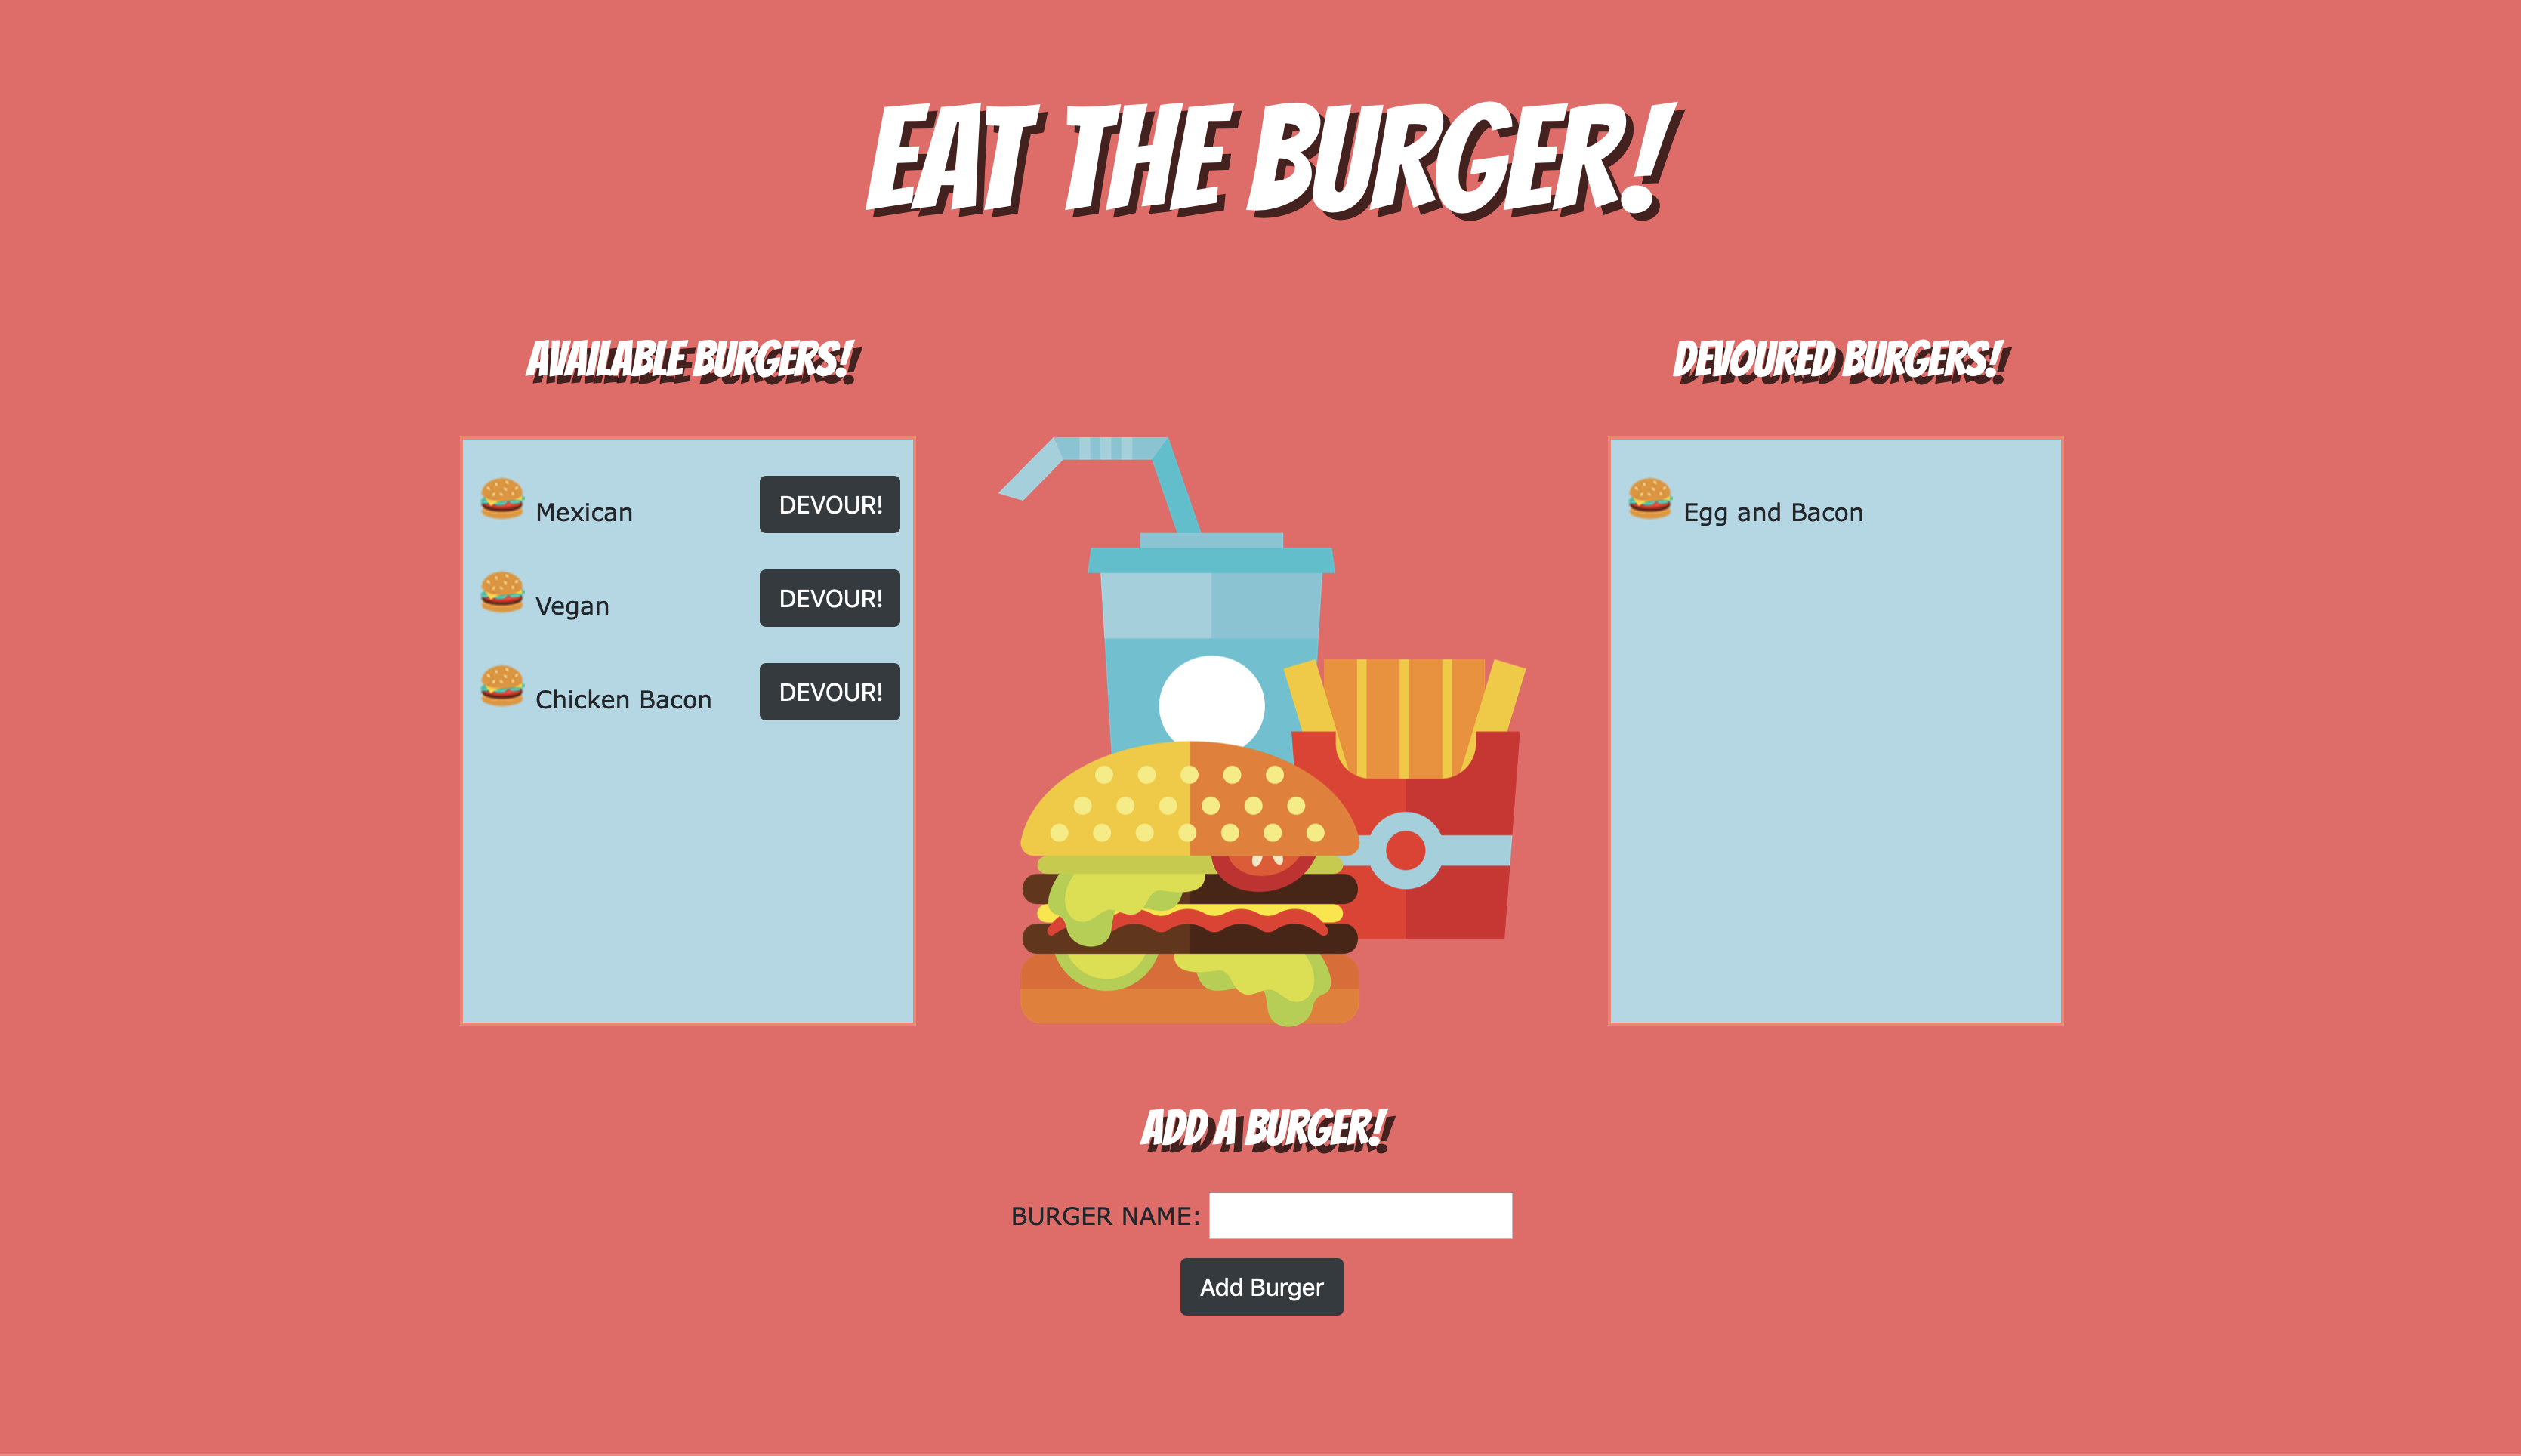 EAT THE BURGER!
AVAILABLE BURGERS!
Mexican DEVOUR!
Vegan DEVOUR!
Chicken Bacon DEVOUR!
DEVOURED BURGERS!
Egg and Bacon
ADD A BURGER!
BURGER NAME:
Add Burger